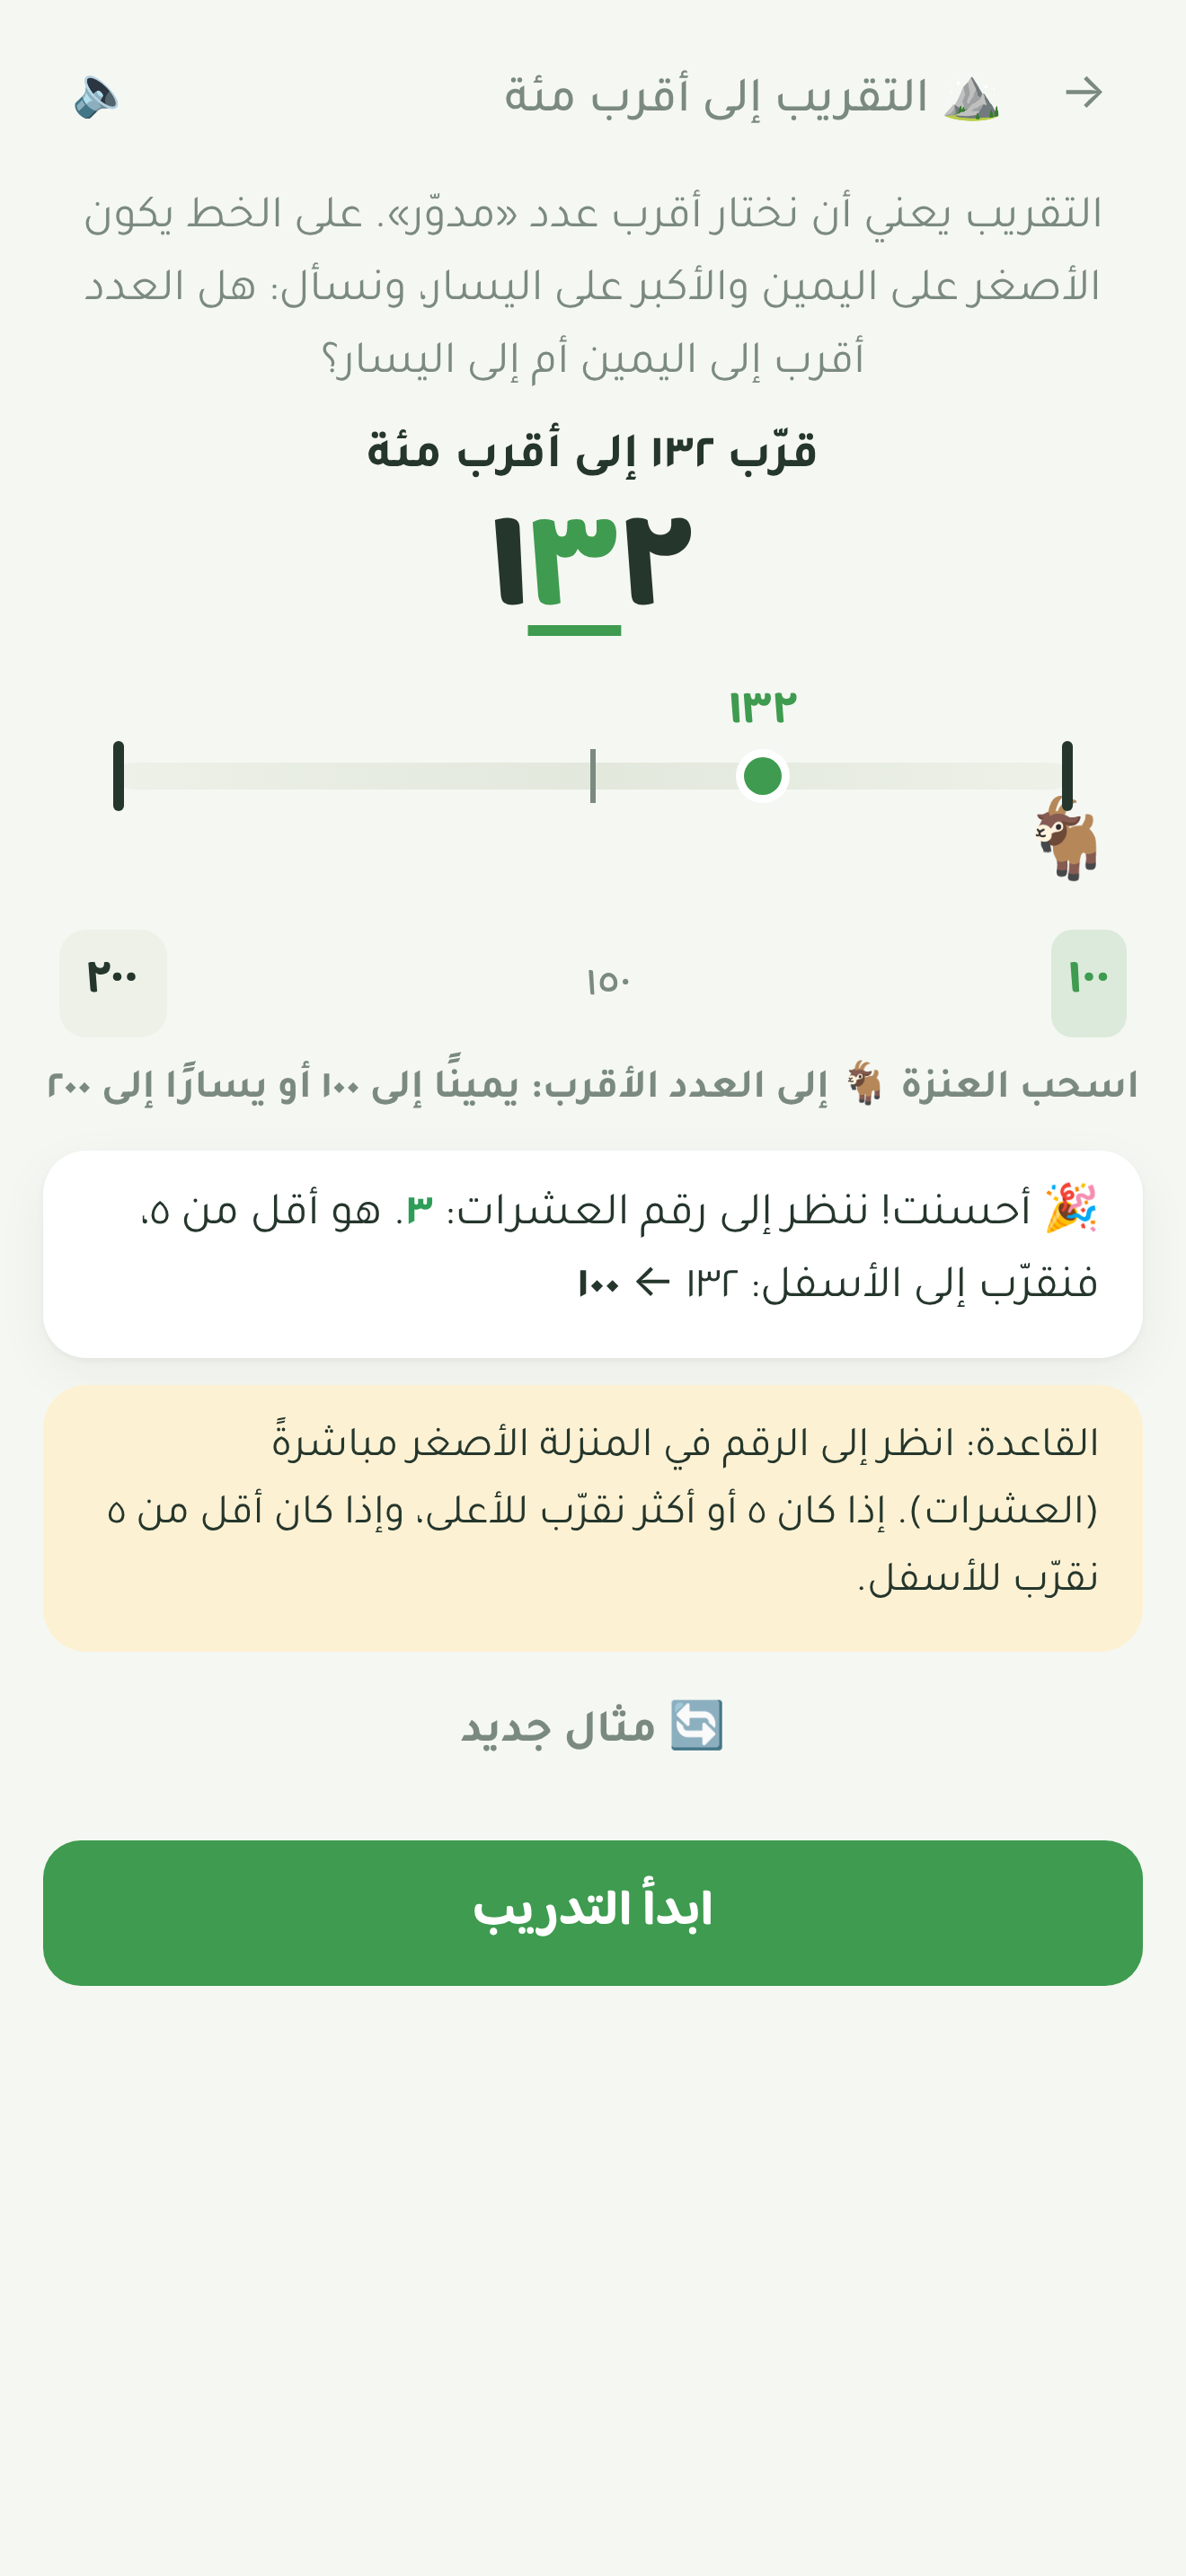 التقريب إلى أقرب مئة
التقريب يعني أن نختار أقرب عدد «مدوّر». على الخط يكون
الأصغر على اليمين والأكبر على اليسار، ونسأل: هل العدد
أقرب إلى اليمين أم إلى اليسار؟
قرّب ١٣٢ إلى أقرب مئة
١٣٢
١٣٢
١٠٠
١٥٠
٢٠٠
اسحب العنزة 🐐 إلى العدد الأقرب: يمينًا إلى ١٠٠ أو يسارًا إلى ٢٠٠
🎉 أحسنت! ننظر إلى رقم العشرات: ٣. هو أقل من ٥،
فنقرّب إلى الأسفل: ١٣٢ ← ١٠٠
القاعدة: انظر إلى الرقم في المنزلة الأصغر مباشرةً
(العشرات). إذا كان ٥ أو أكثر نقرّب للأعلى، وإذا كان أقل من ٥
نقرّب للأسفل.
🔄 مثال جديد
ابدأ التدريب